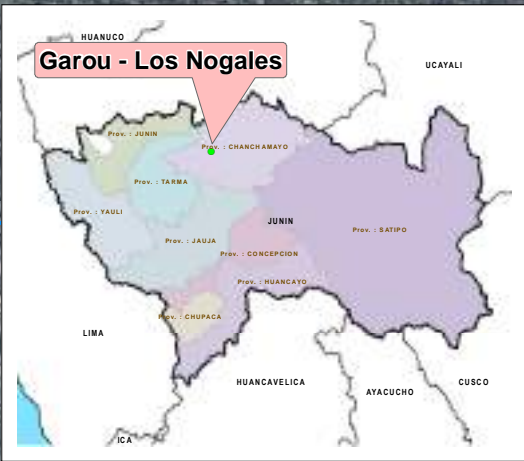 HUANUCO
Garou - Los Nogales
UCAYALI
Prov. : JUNIN
Prov. : CHANCHAMAYO
Prov. : TARMA
Prov. : YAULI
JUNIN
Prov. : SATIPO
Prov. : JAUJA
Prov. : CONCEPCION
Prov. : HUANCAYO
Prov. : CHUPACA
LIMA
HUANCAVELICA
AYACUCHO
CUSCO
ICA